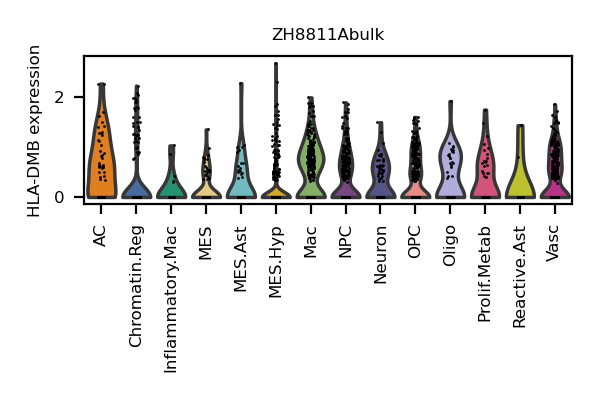 ZH8811Abulk
HLA-DMB expression
2
0
AC
Chromatin.Reg
Inflammatory.Mac
MES
MES.Ast
MES.Hyp
Mac
NPC
Neuron
OPC
Oligo
Prolif.Metab
Reactive.Ast
Vasc